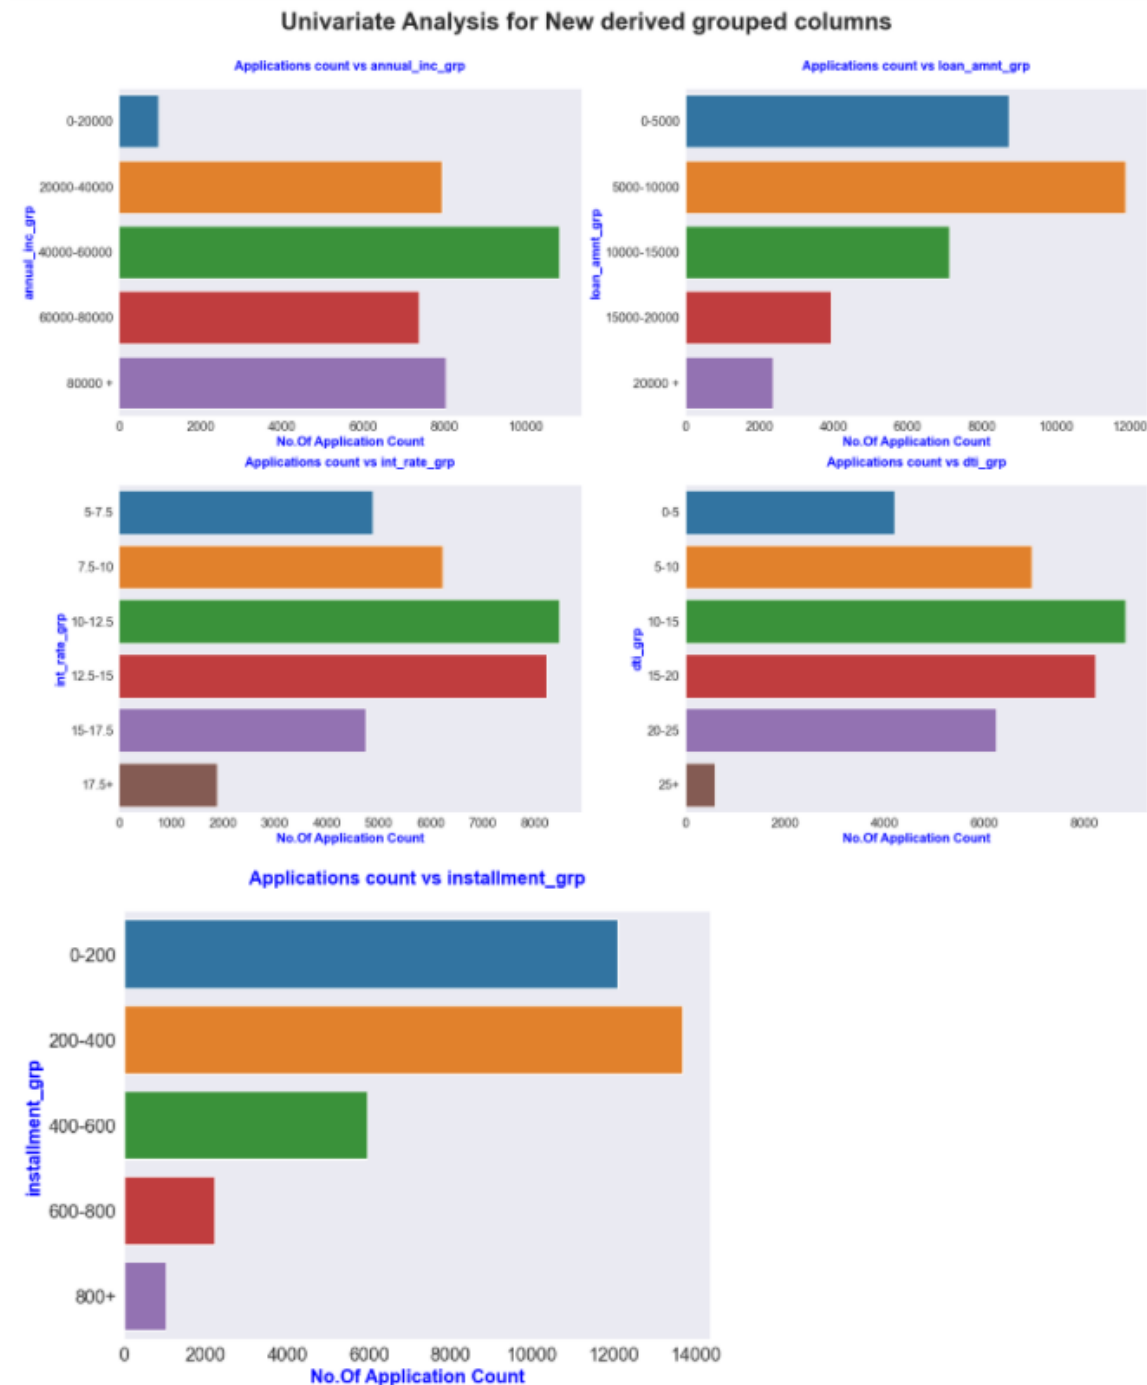 Univariate Analysis for New derived grouped columns
Applications count vs annual_inc_grp
annual_inc_grp
0-20000
20000-40000
40000-60000
60000-80000
80000 +
0 2000 4000 6000 8000 10000
No.Of Application Count
Applications count vs loan_amnt_grp
loan_amnt_grp
0-5000
5000-10000
10000-15000
15000-20000
20000 +
0 2000 4000 6000 8000 10000 12000
No.Of Application Count
Applications count vs int_rate_grp
int_rate_grp
5-7.5
7.5-10
10-12.5
12.5-15
15-17.5
17.5+
0 1000 2000 3000 4000 5000 6000 7000 8000
No.Of Application Count
Applications count vs dti_grp
dti_grp
0-5
5-10
10-15
15-20
20-25
25+
0 2000 4000 6000 8000
No.Of Application Count
Applications count vs installment_grp
installment_grp
0-200
200-400
400-600
600-800
800+
0 2000 4000 6000 8000 10000 12000 14000
No.Of Application Count